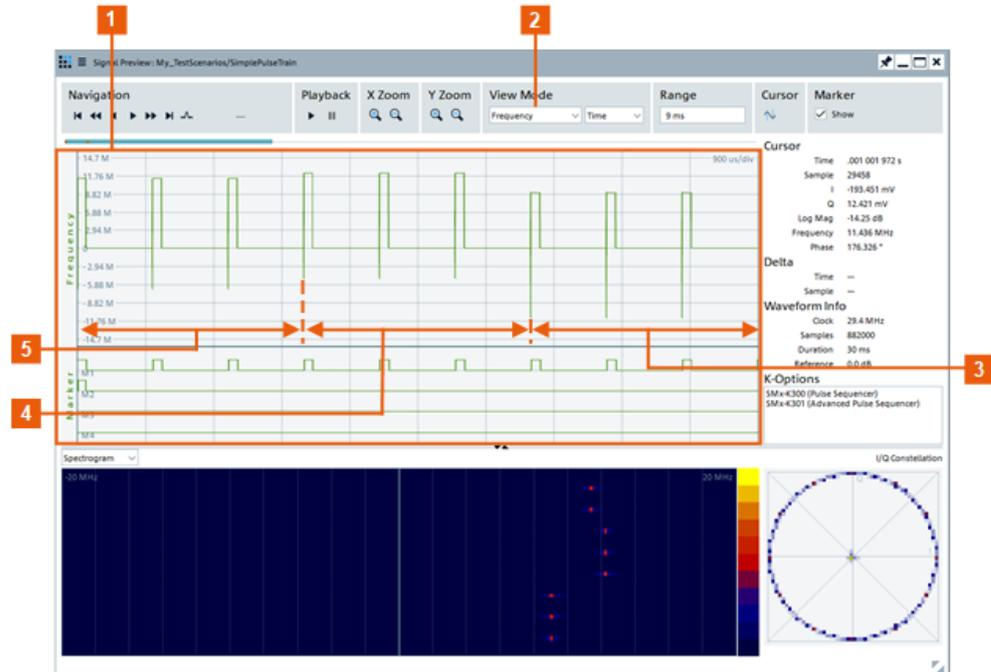 1
2
Signal Preview: My_TestScenarios/SimplePulseTrain
Navigation
Playback
X Zoom
Y Zoom
View Mode
Range
Cursor
Marker
Frequency
Time
9 ms
Show
14.7 M
11.76 M
8.82 M
5.88 M
2.94 M
0
-2.94 M
-5.88 M
-8.82 M
-11.76 M
-14.7 M
900 us/div
Frequency
Marker
M1
M2
M3
M4
5
4
3
Cursor
Time .001 001 972 s
Sample 29458
I -193.451 mV
Q 12.421 mV
Log Mag -14.25 dB
Frequency 11.436 MHz
Phase 176.326 °
Delta
Time —
Sample —
Waveform Info
Clock 29.4 MHz
Samples 882000
Duration 30 ms
Reference 0.0 dB
K-Options
SMx-K300 (Pulse Sequencer)
SMx-K301 (Advanced Pulse Sequencer)
Spectrogram
I/Q Constellation
-20 MHz
20 MHz
Q